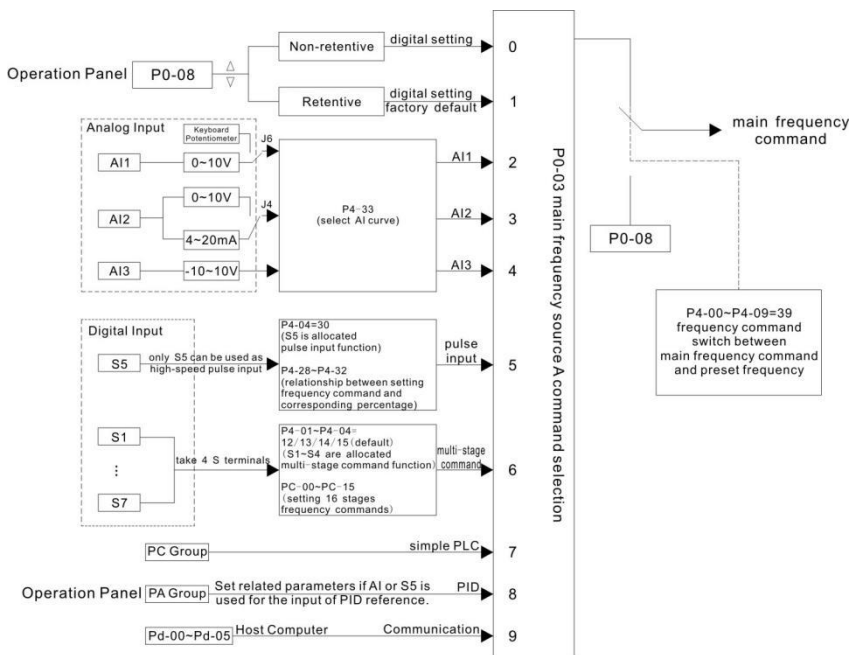 Operation Panel
P0-08
△
▽
Non-retentive
digital setting
0
Retentive
digital setting
factory default
1
Analog Input
Keyboard
Potentiometer
J6
AI1
0~10V
AI1
2
AI2
0~10V
4~20mA
J4
P4-33
(select AI curve)
AI2
3
AI3
-10~10V
AI3
4
Digital Input
S5
only S5 can be used as
high-speed pulse input
P4-04=30
(S5 is allocated
pulse input function)
P4-28~P4-32
(relationship between setting
frequency command and
corresponding percentage)
pulse
input
5
S1
⋮
S7
take 4 S terminals
P4-01~P4-04=
12/13/14/15(default)
(S1~S4 are allocated
multi-stage command function)
PC-00~PC-15
(setting 16 stages
frequency commands)
multi-stage
command
6
PC Group
simple PLC
7
Operation Panel
PA Group
Set related parameters if AI or S5 is
used for the input of PID reference.
PID
8
Pd-00~Pd-05
Host Computer
Communication
9
P0-03 main frequency source A command selection
main frequency
command
P0-08
P4-00~P4-09=39
frequency command
switch between
main frequency command
and preset frequency